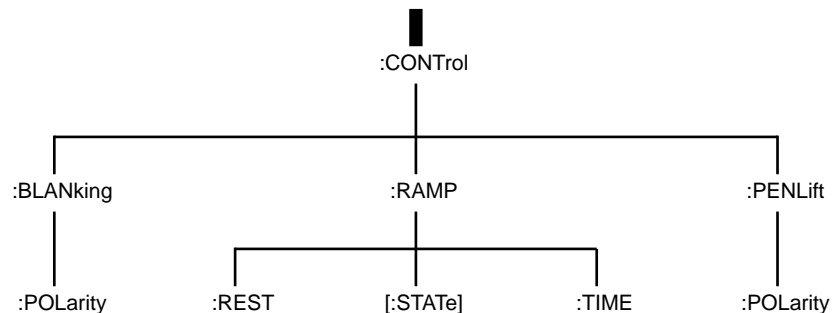 :CONTrol
:BLANking :RAMP :PENLift
:POLarity :REST [:STATe] :TIME :POLarity